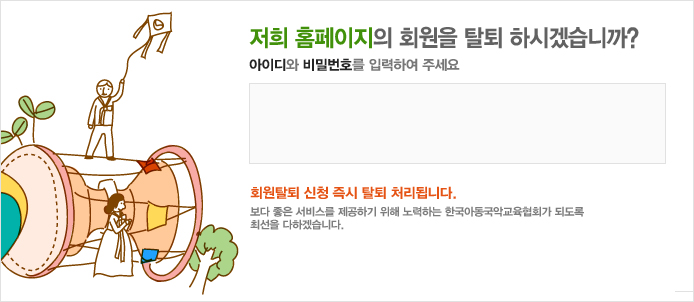 저희 홈페이지의 회원을 탈퇴 하시겠습니까?
아이디와 비밀번호를 입력하여 주세요
회원탈퇴 신청 즉시 탈퇴 처리됩니다.
보다 좋은 서비스를 제공하기 위해 노력하는 한국아동국악교육협회가 되도록
최선을 다하겠습니다.